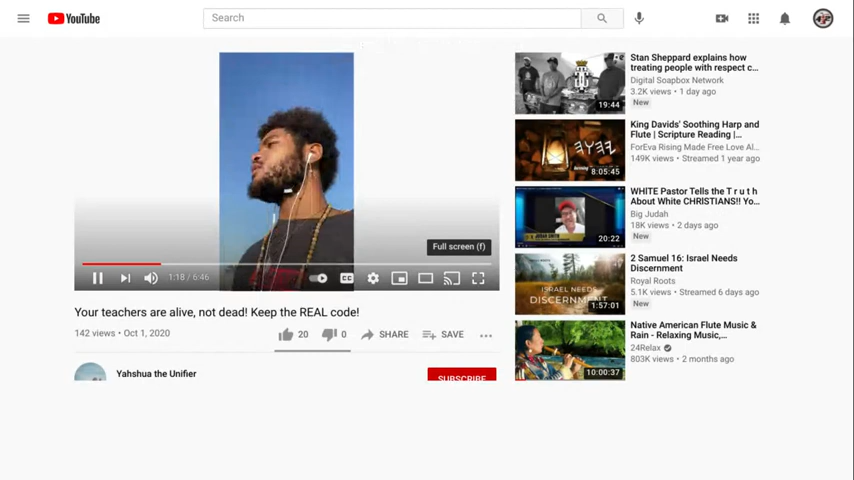 YouTube
Search
Full screen (f)
1:18 / 6:46
CC
Your teachers are alive, not dead! Keep the REAL code!
142 views • Oct 1, 2020
20
0
SHARE
SAVE
Yahshua the Unifier
SUBSCRIBE
19:44
Stan Sheppard explains how
treating people with respect c...
Digital Soapbox Network
3.2K views • 1 day ago
New
8:05:45
King Davids' Soothing Harp and
Flute | Scripture Reading |...
ForEva Rising Made Free Love Al...
149K views • Streamed 1 year ago
20:22
WHITE Pastor Tells the T r u t h
About White CHRISTIANS!! Yo...
Big Judah
18K views • 2 days ago
New
ISRAEL NEEDS
DISCERNMENT
1:57:01
2 Samuel 16: Israel Needs
Discernment
Royal Roots
5.1K views • Streamed 6 days ago
New
10:00:37
Native American Flute Music &
Rain - Relaxing Music,...
24Relax
803K views • 2 months ago